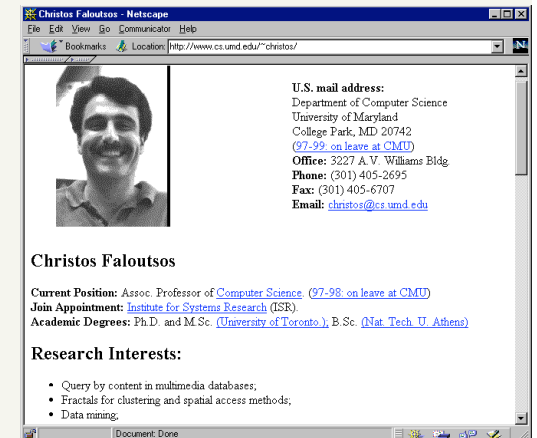 Christos Faloutsos - Netscape
File Edit View Go Communicator Help
Bookmarks Location: http://www.cs.umd.edu/~christos/
U.S. mail address:
Department of Computer Science
University of Maryland
College Park, MD 20742
(97-99: on leave at CMU)
Office: 3227 A.V. Williams Bldg.
Phone: (301) 405-2695
Fax: (301) 405-6707
Email: christos@cs.umd.edu
Christos Faloutsos
Current Position: Assoc. Professor of Computer Science. (97-98: on leave at CMU)
Join Appointment: Institute for Systems Research (ISR).
Academic Degrees: Ph.D. and M.Sc. (University of Toronto.); B.Sc. (Nat. Tech. U. Athens)
Research Interests:
• Query by content in multimedia databases;
• Fractals for clustering and spatial access methods;
• Data mining;
Document: Done